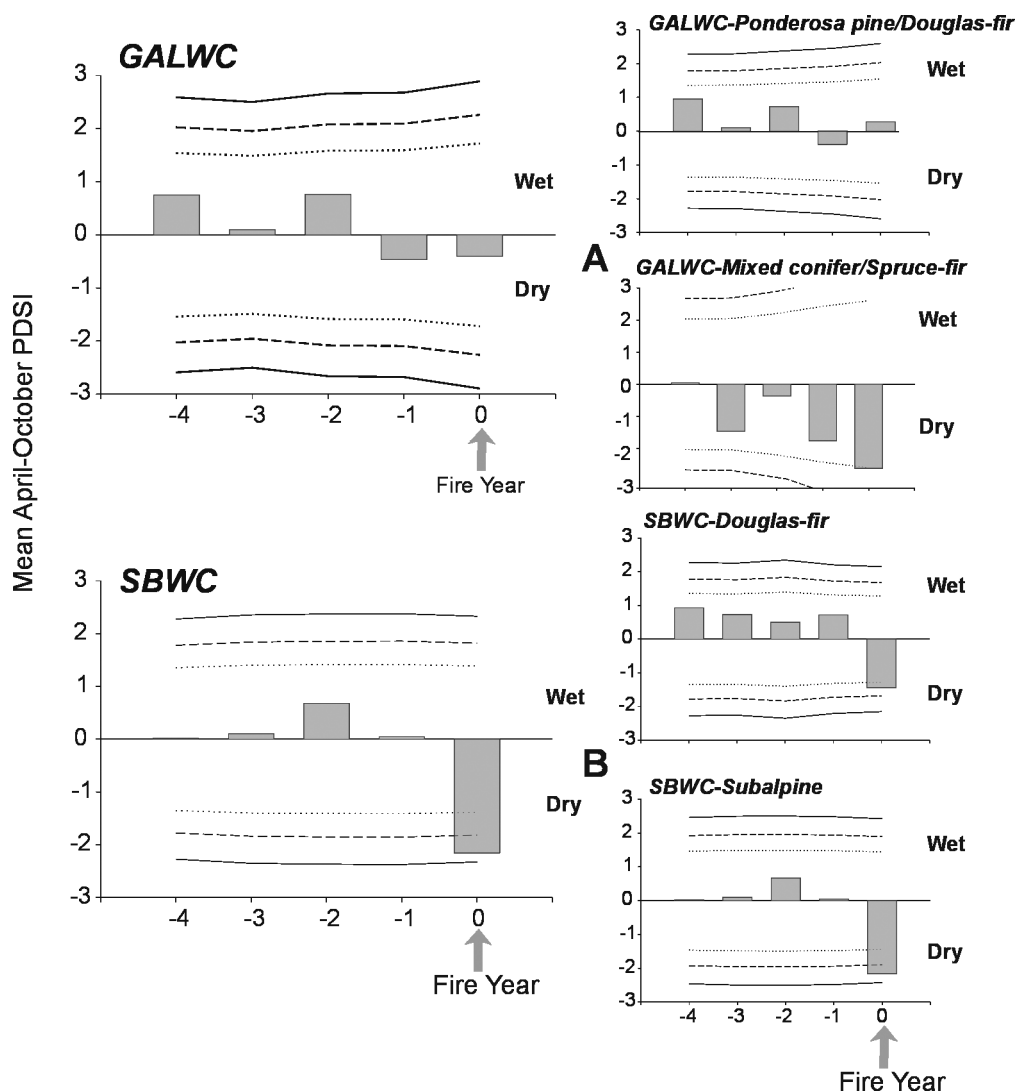 Mean April-October PDSI
GALWC
3
2
1
0
-1
-2
-3
Wet
Dry
-4 -3 -2 -1 0
Fire Year
SBWC
3
2
1
0
-1
-2
-3
Wet
Dry
-4 -3 -2 -1 0
Fire Year
GALWC-Ponderosa pine/Douglas-fir
3
2
1
0
-1
-2
-3
Wet
Dry
A
GALWC-Mixed conifer/Spruce-fir
3
2
1
0
-1
-2
-3
Wet
Dry
SBWC-Douglas-fir
3
2
1
0
-1
-2
-3
Wet
Dry
B
SBWC-Subalpine
3
2
1
0
-1
-2
-3
Wet
Dry
-4 -3 -2 -1 0
Fire Year